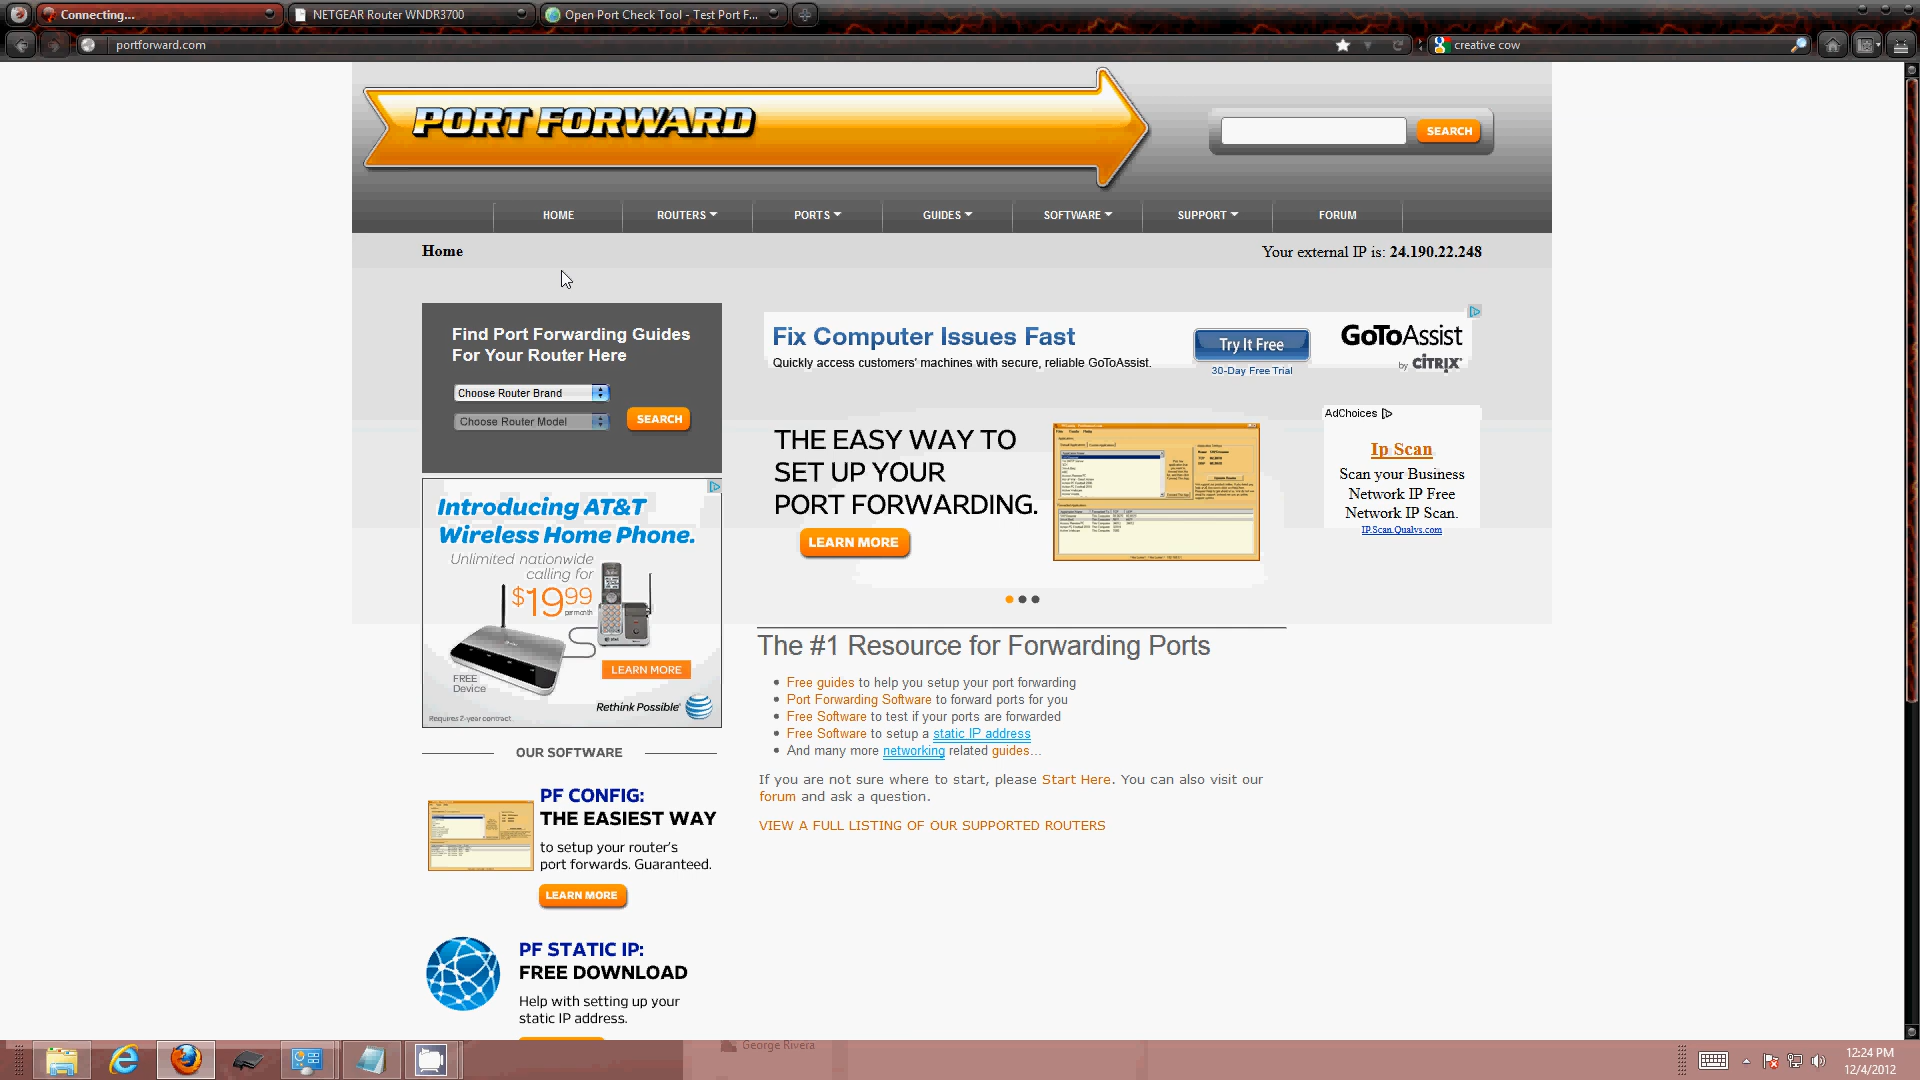 Connecting...
NETGEAR Router WNDR3700
Open Port Check Tool - Test Port F...
portforward.com
creative cow
PORT FORWARD
SEARCH
HOME
ROUTERS
PORTS
GUIDES
SOFTWARE
SUPPORT
FORUM
Home
Your external IP is: 24.190.22.248
Find Port Forwarding Guides
For Your Router Here
Choose Router Brand
Choose Router Model
SEARCH
Fix Computer Issues Fast
Quickly access customers' machines with secure, reliable GoToAssist.
Try It Free
30-Day Free Trial
GoToAssist
by CITRIX
THE EASY WAY TO
SET UP YOUR
PORT FORWARDING.
LEARN MORE
AdChoices
Ip Scan
Scan your Business
Network IP Free
Network IP Scan.
IP.Scan.Qualys.com
Introducing AT&T
Wireless Home Phone.
Unlimited nationwide
calling for
$19.99
per month
FREE
Device
LEARN MORE
Rethink Possible
Requires 2-year contract.
The #1 Resource for Forwarding Ports
Free guides to help you setup your port forwarding
Port Forwarding Software to forward ports for you
Free Software to test if your ports are forwarded
Free Software to setup a static IP address
And many more networking related guides...
If you are not sure where to start, please Start Here. You can also visit our
forum and ask a question.
VIEW A FULL LISTING OF OUR SUPPORTED ROUTERS
OUR SOFTWARE
PF CONFIG:
THE EASIEST WAY
to setup your router's
port forwards. Guaranteed.
LEARN MORE
PF STATIC IP:
FREE DOWNLOAD
Help with setting up your
static IP address.
George Rivera
12:24 PM
12/4/2012